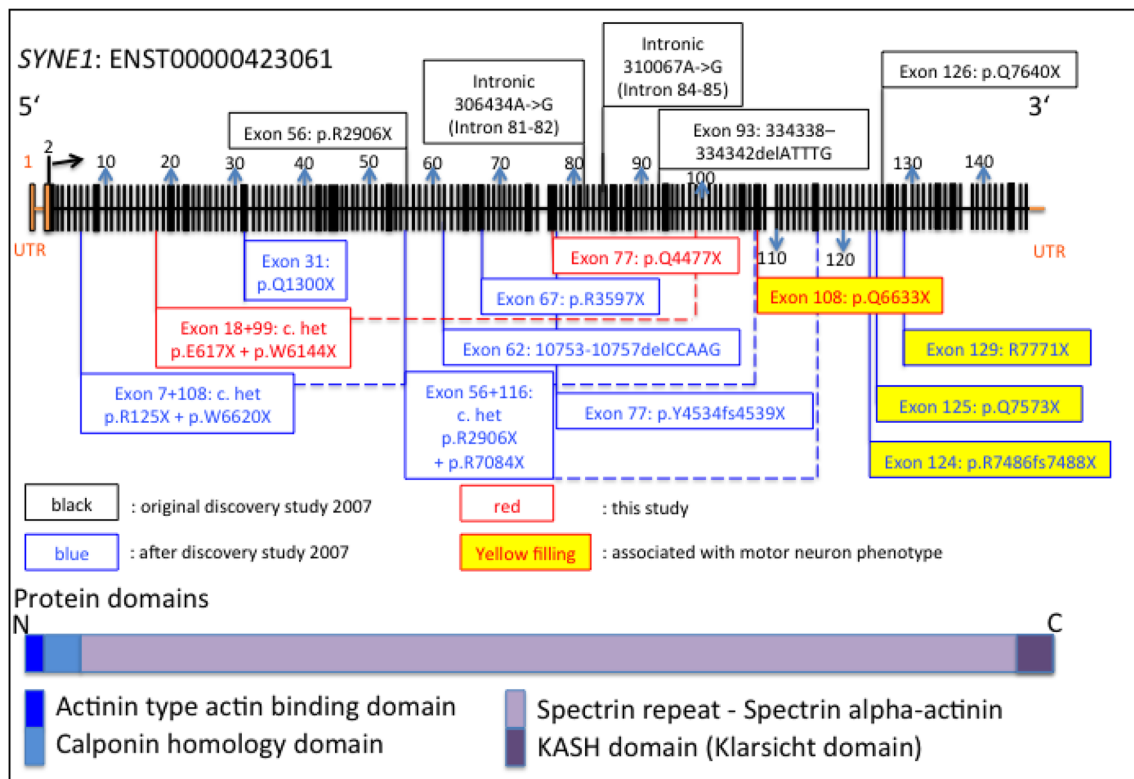 SYNE1: ENST00000423061
5‘
3‘
Intronic
306434A->G
(Intron 81-82)
Intronic
310067A->G
(Intron 84-85)
Exon 126: p.Q7640X
Exon 56: p.R2906X
Exon 93: 334338–
334342delATTTG
1
2
10
20
30
40
50
60
70
80
90
100
130
140
110
120
UTR
UTR
Exon 31:
p.Q1300X
Exon 77: p.Q4477X
Exon 67: p.R3597X
Exon 108: p.Q6633X
Exon 18+99: c. het
p.E617X + p.W6144X
Exon 62: 10753-10757delCCAAG
Exon 129: R7771X
Exon 7+108: c. het
p.R125X + p.W6620X
Exon 56+116:
c. het
p.R2906X
+ p.R7084X
Exon 77: p.Y4534fs4539X
Exon 125: p.Q7573X
Exon 124: p.R7486fs7488X
black : original discovery study 2007
red : this study
blue : after discovery study 2007
Yellow filling : associated with motor neuron phenotype
Protein domains
N
C
Actinin type actin binding domain
Calponin homology domain
Spectrin repeat - Spectrin alpha-actinin
KASH domain (Klarsicht domain)